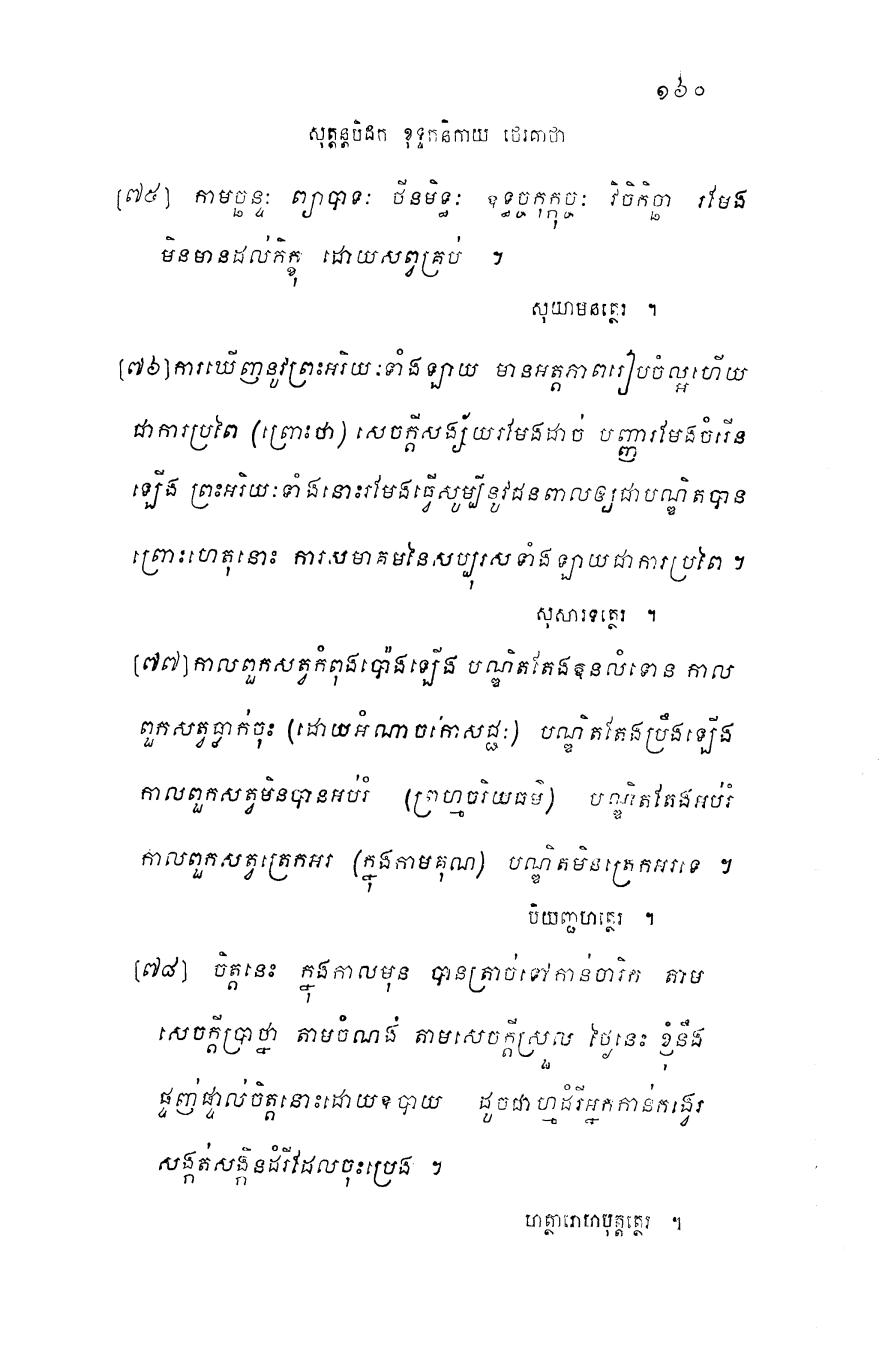 ១៦០
សុត្តន្តបិដក ខុទ្ទកនិកាយ ថេរគាថា
[៧៥] កាមច្ឆន្ទៈ ព្យាបាទៈ ថីនមិទ្ធៈ ឧទ្ធច្ចកុក្កុច្ចៈ វិចិកិច្ឆា រមែង
មិនមានដល់ភិក្ខុ ដោយសព្វគ្រប់ ។
សុយាមនត្ថេរ ។
[៧៦] ការឃើញនូវព្រះអរិយៈទាំងឡាយ មានអត្តភាពរៀបចំល្អហើយ
ជាការប្រពៃ (ព្រោះថា) សេចក្តីសង្ស័យរមែងដាច់ បញ្ញារមែងចំរើន
ឡើង ព្រះអរិយៈទាំងនោះរមែងធ្វើសូម្បីនូវជនពាលឲ្យជាបណ្ឌិតបាន
ព្រោះហេតុនោះ ការសមាគមនៃសប្បុរសទាំងឡាយជាការប្រពៃ ។
សុសារទត្ថេរ ។
[៧៧] កាលពួកសត្វកំពុងប៉ោងឡើង បណ្ឌិតតែងឱនលំទោន កាល
ពួកសត្វធ្លាក់ចុះ (ដោយអំណាចកោសជ្ជៈ) បណ្ឌិតតែងប្រឹងឡើង
កាលពួកសត្វមិនបានអប់រំ (ព្រហ្មចរិយធម៌) បណ្ឌិតតែងអប់រំ
កាលពួកសត្វត្រេកអរ (ក្នុងកាមគុណ) បណ្ឌិតមិនត្រេកអរទេ ។
បិយញ្ជហត្ថេរ ។
[៧៨] ចិត្តនេះ ក្នុងកាលមុន បានត្រាច់ទៅកាន់ចារិក តាម
សេចក្តីប្រាថ្នា តាមចំណង់ តាមសេចក្តីស្រួល ថ្ងៃនេះ ខ្ញុំនឹង
ផ្ចាញ់ផ្ចាលចិត្តនោះដោយឧបាយ ដូចជាហ្មដំរីអ្នកកាន់កង្វេរ
សង្កត់សង្កិនដំរីដែលចុះប្រេង ។
ហត្ថារោហបុត្តត្ថេរ ។